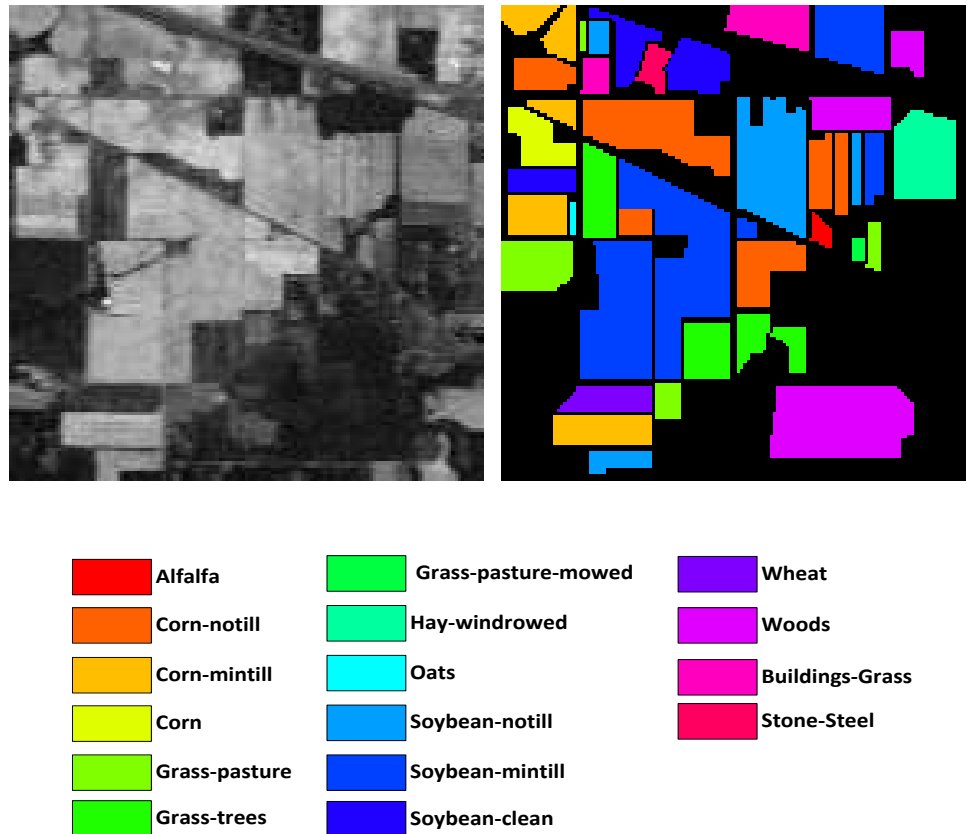 Alfalfa
Corn-notill
Corn-mintill
Corn
Grass-pasture
Grass-trees
Grass-pasture-mowed
Hay-windrowed
Oats
Soybean-notill
Soybean-mintill
Soybean-clean
Wheat
Woods
Buildings-Grass
Stone-Steel